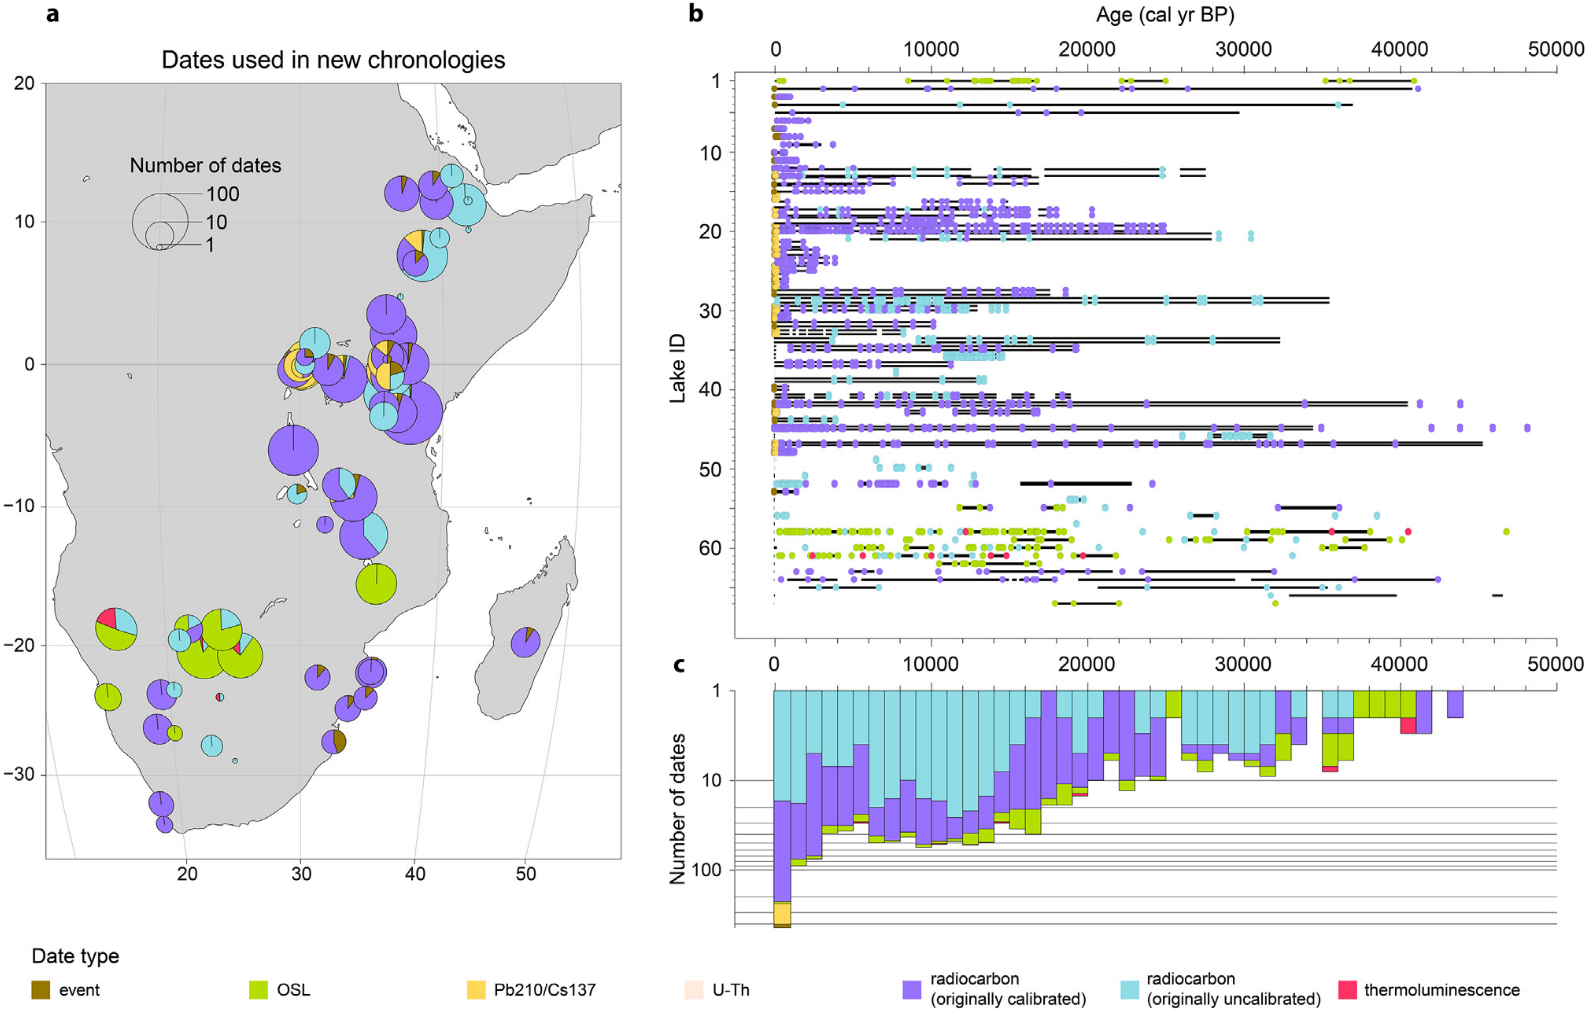 a
Dates used in new chronologies
20
10
0
−10
−20
−30
20
30
40
50
Number of dates
100
10
1
b
Age (cal yr BP)
0
10000
20000
30000
40000
50000
Lake ID
1
10
20
30
40
50
60
c
0
10000
20000
30000
40000
50000
Number of dates
1
10
100
Date type
event
OSL
Pb210/Cs137
U-Th
radiocarbon
(originally calibrated)
radiocarbon
(originally uncalibrated)
thermoluminescence